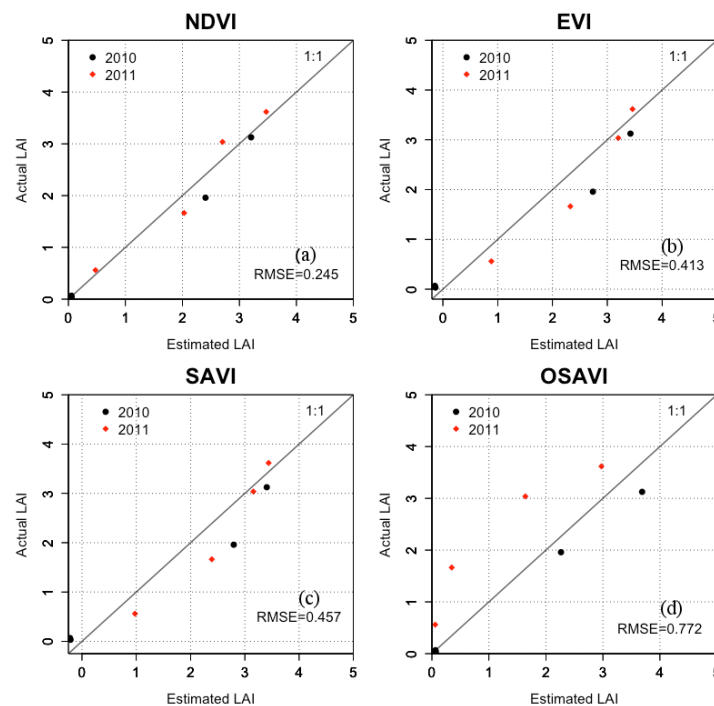 NDVI
5
4
3
2
1
0
Actual LAI
2010
2011
1:1
(a)
RMSE=0.245
0 1 2 3 4 5
Estimated LAI
EVI
5
4
3
2
1
0
Actual LAI
2010
2011
1:1
(b)
RMSE=0.413
0 1 2 3 4 5
Estimated LAI
SAVI
5
4
3
2
1
0
Actual LAI
2010
2011
1:1
(c)
RMSE=0.457
0 1 2 3 4 5
Estimated LAI
OSAVI
5
4
3
2
1
0
Actual LAI
2010
2011
1:1
(d)
RMSE=0.772
0 1 2 3 4 5
Estimated LAI